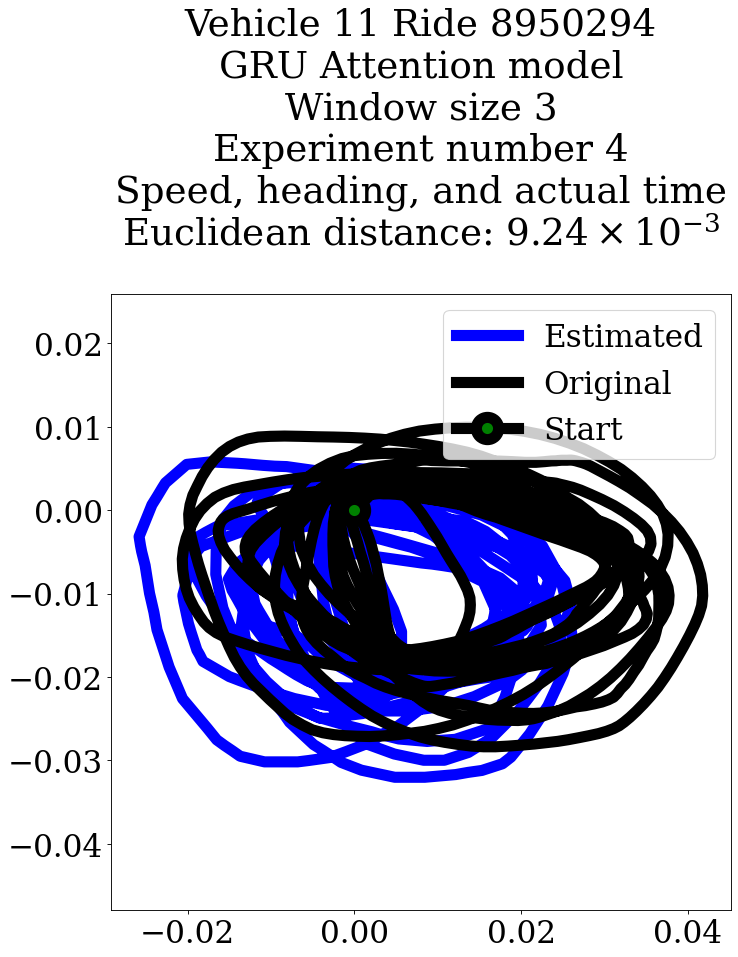 Vehicle 11 Ride 8950294
GRU Attention model
Window size 3
Experiment number 4
Speed, heading, and actual time
Euclidean distance: 9.24 × 10⁻³
Estimated
Original
Start
0.02
0.01
0.00
−0.01
−0.02
−0.03
−0.04
−0.02
0.00
0.02
0.04